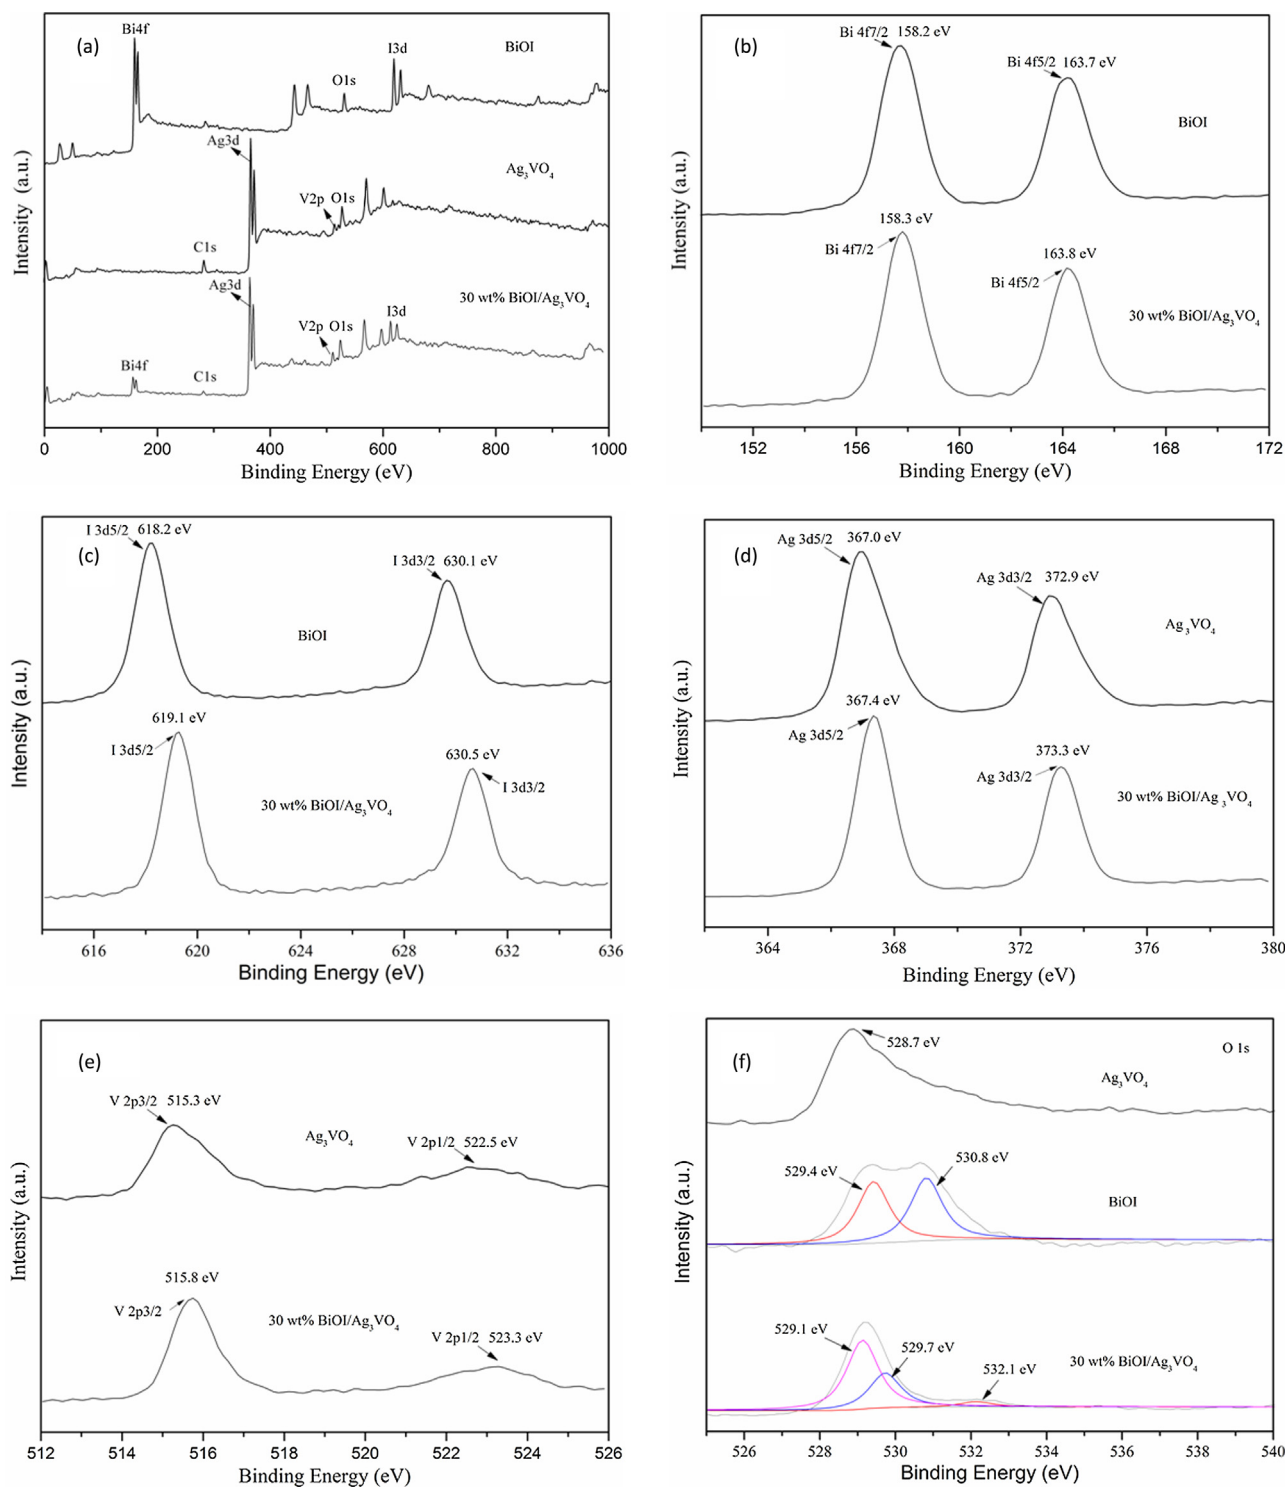 (a)
Bi4f
BiOI
I3d
O1s
Ag3d
Ag₃VO₄
V2p O1s
C1s
Ag3d
30 wt% BiOI/Ag₃VO₄
I3d
V2p O1s
Bi4f
C1s
Intensity (a.u.)
0 200 400 600 800 1000
Binding Energy (eV)
(b)
Bi 4f7/2 158.2 eV
Bi 4f5/2 163.7 eV
BiOI
158.3 eV
Bi 4f7/2
163.8 eV
Bi 4f5/2
30 wt% BiOI/Ag₃VO₄
Intensity (a.u.)
152 156 160 164 168 172
Binding Energy (eV)
(c)
I 3d5/2 618.2 eV
I 3d3/2 630.1 eV
BiOI
619.1 eV
I 3d5/2
630.5 eV
I 3d3/2
30 wt% BiOI/Ag₃VO₄
Intensity (a.u.)
616 620 624 628 632 636
Binding Energy (eV)
(d)
Ag 3d5/2 367.0 eV
Ag 3d3/2 372.9 eV
Ag₃VO₄
367.4 eV
Ag 3d5/2
373.3 eV
Ag 3d3/2
30 wt% BiOI/Ag₃VO₄
Intensity (a.u.)
364 368 372 376 380
Binding Energy (eV)
(e)
V 2p3/2 515.3 eV
Ag₃VO₄
V 2p1/2 522.5 eV
515.8 eV
V 2p3/2
30 wt% BiOI/Ag₃VO₄
V 2p1/2 523.3 eV
Intensity (a.u.)
512 514 516 518 520 522 524 526
Binding Energy (eV)
(f)
528.7 eV
O 1s
Ag₃VO₄
529.4 eV
530.8 eV
BiOI
529.1 eV
529.7 eV
532.1 eV
30 wt% BiOI/Ag₃VO₄
Intensity (a.u.)
526 528 530 532 534 536 538 540
Binding Energy (eV)